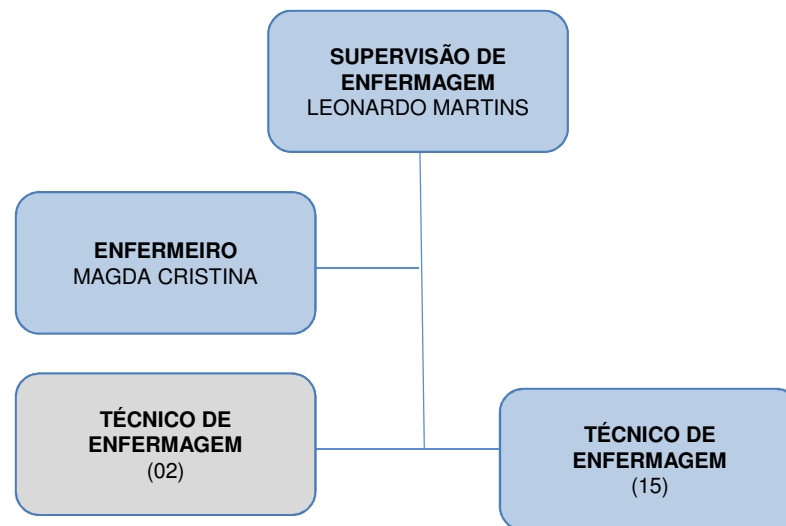 SUPERVISÃO DE
ENFERMAGEM
LEONARDO MARTINS
ENFERMEIRO
MAGDA CRISTINA
TÉCNICO DE
ENFERMAGEM
(02)
TÉCNICO DE
ENFERMAGEM
(15)